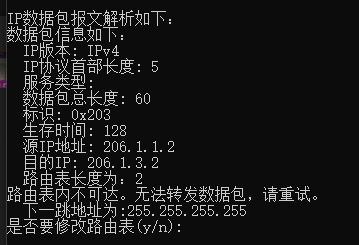 IP数据包报文解析如下：
数据包信息如下：
IP版本: IPv4
IP协议首部长度: 5
服务类型:
数据包总长度: 60
标识: 0x203
生存时间: 128
源IP地址: 206.1.1.2
目的IP: 206.1.3.2
路由表长度为：2
路由表内不可达。无法转发数据包，请重试。
下一跳地址为:255.255.255.255
是否要修改路由表(y/n):